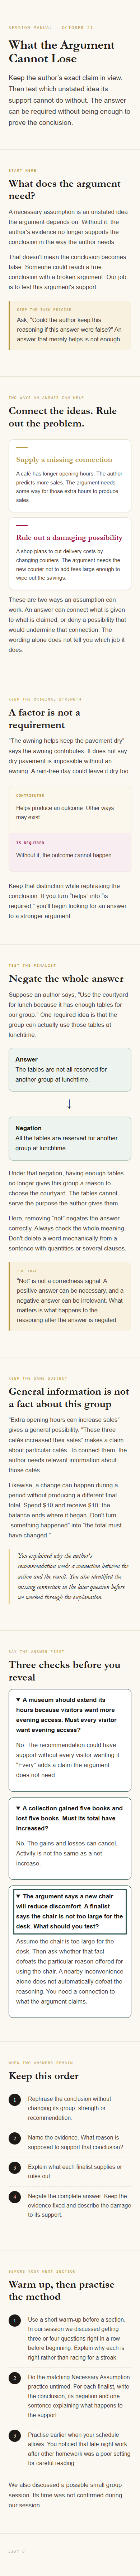 SESSION MANUAL · OCTOBER 22
What the Argument
Cannot Lose
Keep the author's exact claim in view.
Then test which unstated idea its
support cannot do without. The answer
can be required without being enough to
prove the conclusion.
START HERE
What does the argument
need?
A necessary assumption is an unstated idea
the argument depends on. Without it, the
author's evidence no longer supports the
conclusion in the way the author needs.
That doesn't mean the conclusion becomes
false. Someone could reach a true
conclusion with a broken argument. Our job
is to test this argument's support.
KEEP THE TASK PRECISE
Ask, "Could the author keep this
reasoning if this answer were false?" An
answer that merely helps is not enough.
TWO WAYS AN ANSWER CAN HELP
Connect the ideas. Rule
out the problem.
Supply a missing connection
A café has longer opening hours. The author
predicts more sales. The argument needs
some way for those extra hours to produce
sales.
Rule out a damaging possibility
A shop plans to cut delivery costs by
changing couriers. The argument needs the
new courier not to add fees large enough to
wipe out the savings.
These are two ways an assumption can
work. An answer can connect what is given
to what is claimed, or deny a possibility that
would undermine that connection. The
wording alone does not tell you which job it
does.
KEEP THE ORIGINAL STRENGTH
A factor is not a
requirement
"The awning helps keep the pavement dry"
says the awning contributes. It does not say
dry pavement is impossible without an
awning. A rain-free day could leave it dry too.
CONTRIBUTES
Helps produce an outcome. Other ways
may exist.
IS REQUIRED
Without it, the outcome cannot happen.
Keep that distinction while rephrasing the
conclusion. If you turn "helps" into "is
required," you'll begin looking for an answer
to a stronger argument.
TEST THE FINALIST
Negate the whole answer
Suppose an author says, "Use the courtyard
for lunch because it has enough tables for
our group." One required idea is that the
group can actually use those tables at
lunchtime.
Answer
The tables are not all reserved for
another group at lunchtime.
↓
Negation
All the tables are reserved for another
group at lunchtime.
Under that negation, having enough tables
no longer gives this group a reason to
choose the courtyard. The tables cannot
serve the purpose the author gives them.
Here, removing "not" negates the answer
correctly. Always check the whole meaning.
Don't delete a word mechanically from a
sentence with quantities or several clauses.
THE TRAP
"Not" is not a correctness signal. A
positive answer can be necessary, and a
negative answer can be irrelevant. What
matters is what happens to the
reasoning after the answer is negated.
KEEP THE SAME SUBJECT
General information is not
a fact about this group
"Extra opening hours can increase sales"
gives a general possibility. "These three
cafés increased their sales" makes a claim
about particular cafés. To connect them, the
author needs relevant information about
those cafés.
Likewise, a change can happen during a
period without producing a different final
total. Spend $10 and receive $10: the
balance ends where it began. Don't turn
"something happened" into "the total must
have changed."
You explained why the author's
recommendation needs a connection between the
action and the result. You also identified the
missing connection in the later question before
we worked through the explanation.
SAY THE ANSWER FIRST
Three checks before you
reveal
▼ A museum should extend its
hours because visitors want more
evening access. Must every visitor
want evening access?
No. The recommendation could have
support without every visitor wanting it.
"Every" adds a claim the argument
does not need.
▼ A collection gained five books and
lost five books. Must its total have
increased?
No. The gains and losses can cancel.
Activity is not the same as a net
increase.
▼ The argument says a new chair
will reduce discomfort. A finalist
says the chair is not too large for the
desk. What should you test?
Assume the chair is too large for the
desk. Then ask whether that fact
defeats the particular reason offered for
using the chair. A nearby inconvenience
alone does not automatically defeat the
reasoning. You need a connection to
what the argument claims.
WHEN TWO ANSWERS REMAIN
Keep this order
1 Rephrase the conclusion without
changing its group, strength or
recommendation.
2 Name the evidence. What reason is
supposed to support that conclusion?
3 Explain what each finalist supplies or
rules out.
4 Negate the complete answer. Keep the
evidence fixed and describe the damage
to its support.
BEFORE YOUR NEXT SECTION
Warm up, then practise
the method
1 Use a short warm-up before a section.
In our session we discussed getting
three or four questions right in a row
before beginning. Explain why each is
right rather than racing for a streak.
2 Do the matching Necessary Assumption
practice untimed. For each finalist, write
the conclusion, its negation and one
sentence explaining what happens to
the support.
3 Practise earlier when your schedule
allows. You noticed that late-night work
after other homework was a poor setting
for careful reading.
We also discussed a possible small group
session. Its time was not confirmed during
our session.